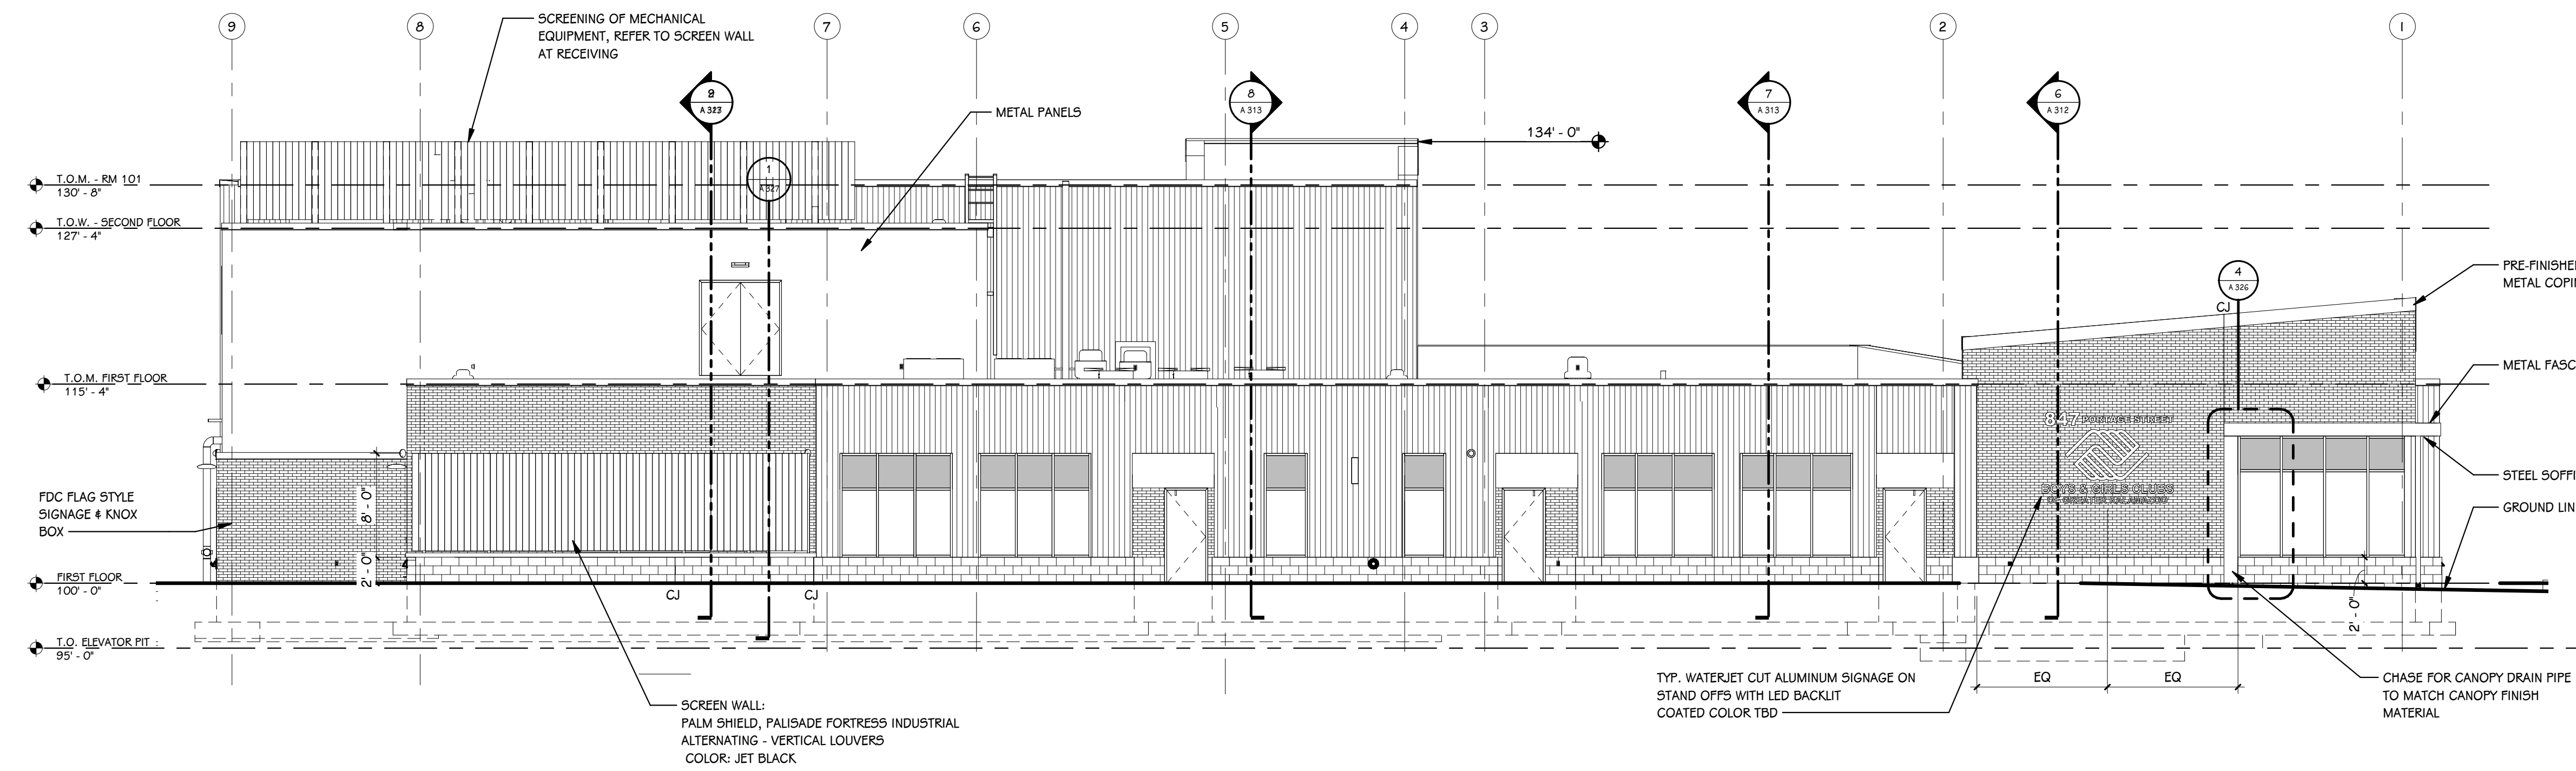 9
8
7
6
5
4
3
2
1
SCREENING OF MECHANICAL
EQUIPMENT, REFER TO SCREEN WALL
AT RECEIVING
A 327
1
A 327
8
A 313
7
A 313
6
A 312
METAL PANELS
134' - 0"
T.O.M. - RM 101
130' - 8"
T.O.W. - SECOND FLOOR
127' - 4"
4
A 326
CJ
PRE-FINISHE
METAL COPI
T.O.M. FIRST FLOOR
115' - 4"
METAL FASC
847 PORTAGE STREET
BOYS & GIRLS CLUBS
OF GREATER KALAMAZOO
STEEL SOFFI
GROUND LIN
FDC FLAG STYLE
SIGNAGE & KNOX
BOX
8' - 0"
2' - 0"
FIRST FLOOR
100' - 0"
CJ
CJ
2' - 0"
T.O. ELEVATOR PIT
95' - 0"
EQ
EQ
SCREEN WALL:
PALM SHIELD, PALISADE FORTRESS INDUSTRIAL
ALTERNATING - VERTICAL LOUVERS
COLOR: JET BLACK
TYP. WATERJET CUT ALUMINUM SIGNAGE ON
STAND OFFS WITH LED BACKLIT
COATED COLOR TBD
CHASE FOR CANOPY DRAIN PIPE
TO MATCH CANOPY FINISH
MATERIAL